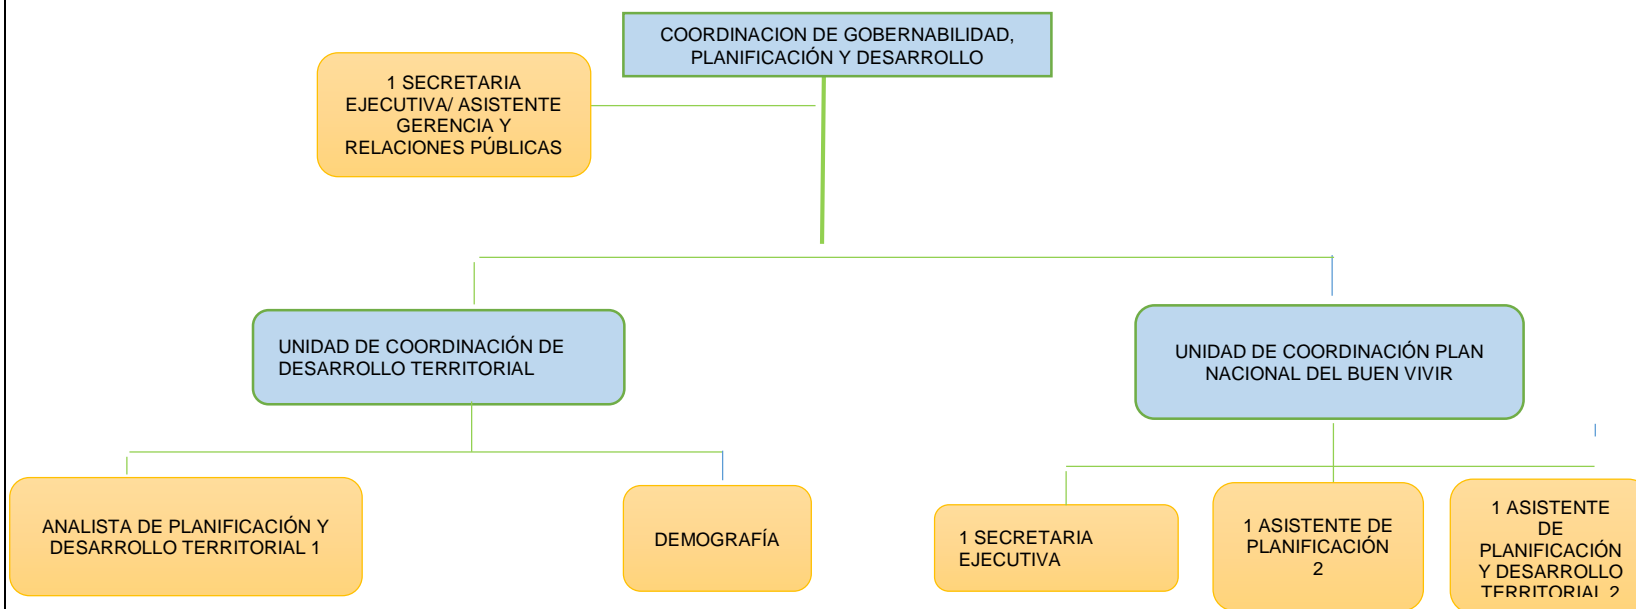 COORDINACION DE GOBERNABILIDAD,
PLANIFICACIÓN Y DESARROLLO
1 SECRETARIA
EJECUTIVA/ ASISTENTE
GERENCIA Y
RELACIONES PÚBLICAS
UNIDAD DE COORDINACIÓN DE
DESARROLLO TERRITORIAL
UNIDAD DE COORDINACIÓN PLAN
NACIONAL DEL BUEN VIVIR
ANALISTA DE PLANIFICACIÓN Y
DESARROLLO TERRITORIAL 1
DEMOGRAFÍA
1 SECRETARIA
EJECUTIVA
1 ASISTENTE DE
PLANIFICACIÓN
2
1 ASISTENTE
DE
PLANIFICACIÓN
Y DESARROLLO
TERRITORIAL 2